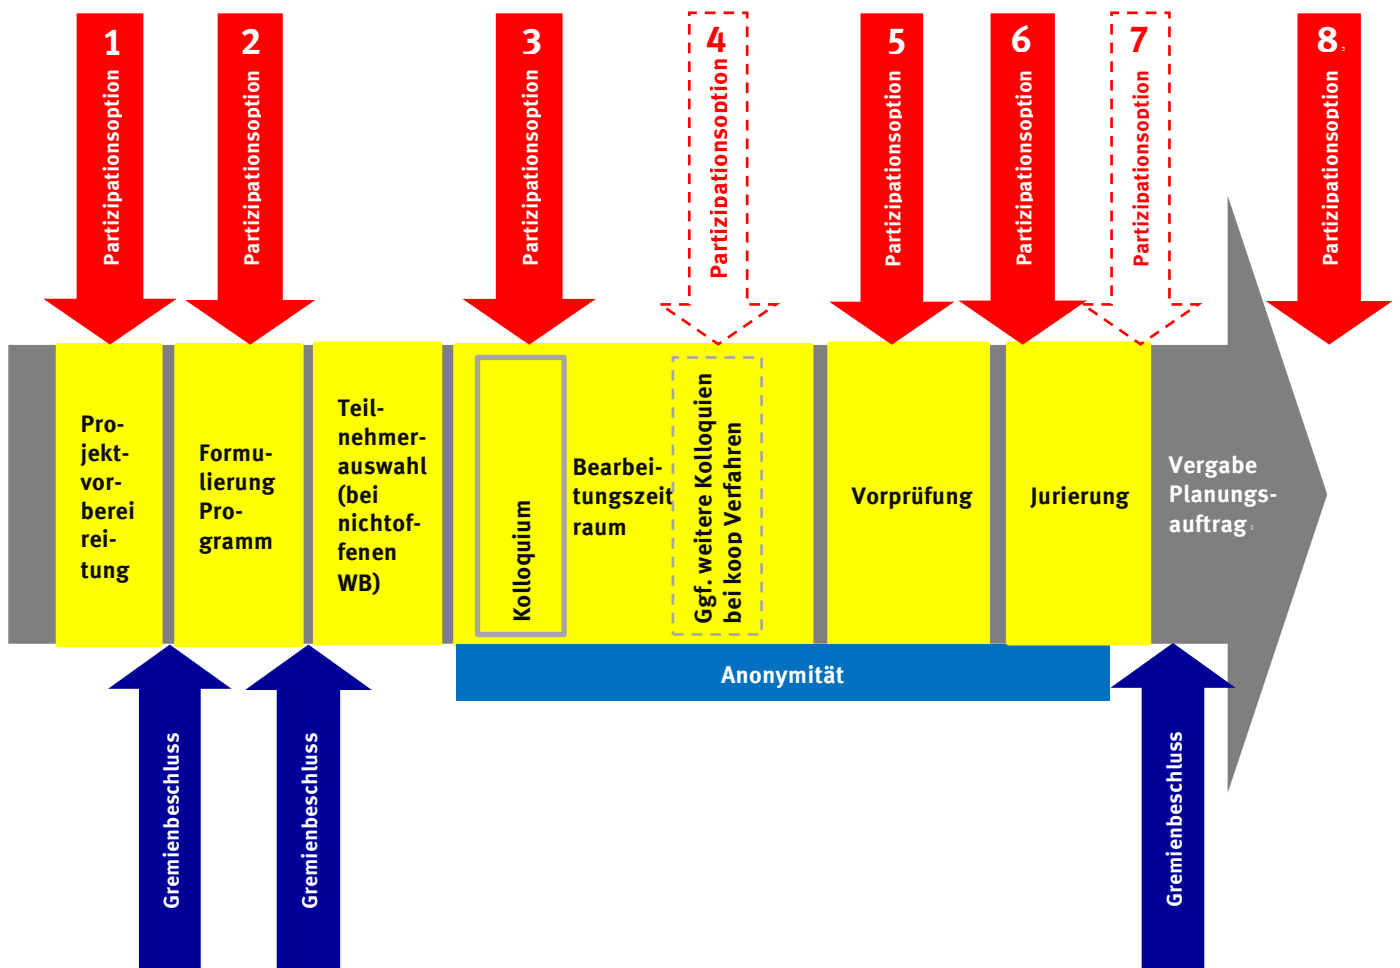 1
Partizipationsoption
2
Partizipationsoption
3
Partizipationsoption
4
Partizipationsoption
5
Partizipationsoption
6
Partizipationsoption
7
Partizipationsoption
8
Partizipationsoption
Pro-
jekt-
vor-
berei
rei-
tung
Formu-
lierung
Pro-
gramm
Teil-
nehmer-
auswahl
(bei
nichtof-
fenen
WB)
Kolloquium
Bearbei-
tungszeit
raum
Ggf. weitere Kolloquien
bei koop Verfahren
Vorprüfung
Jurierung
Vergabe
Planungs-
auftrag
Anonymität
Gremienbeschluss
Gremienbeschluss
Gremienbeschluss